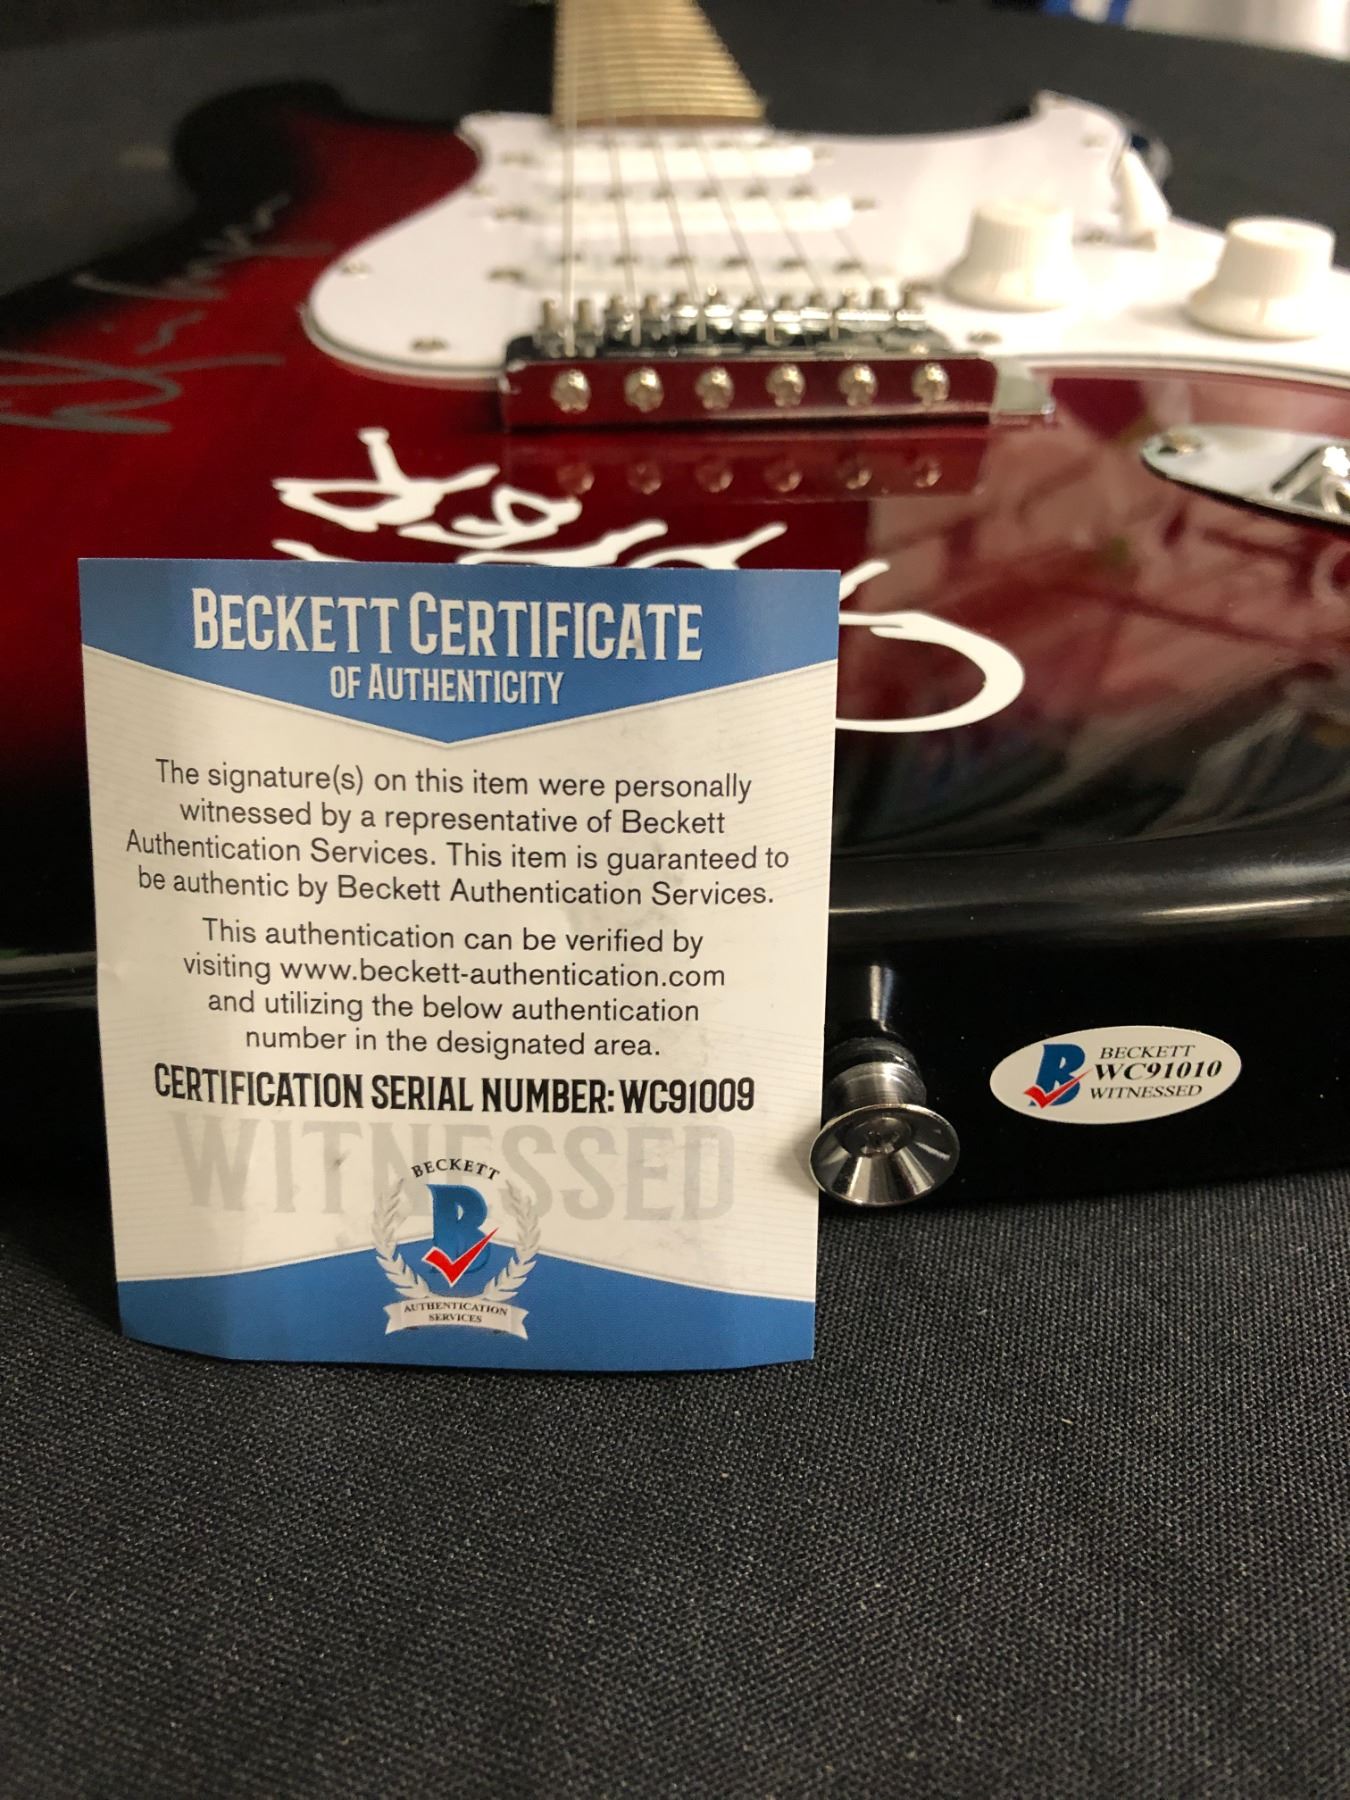 BECKETT CERTIFICATE
OF AUTHENTICITY
The signature(s) on this item were personally
witnessed by a representative of Beckett
Authentication Services. This item is guaranteed to
be authentic by Beckett Authentication Services.
This authentication can be verified by
visiting www.beckett-authentication.com
and utilizing the below authentication
number in the designated area.
CERTIFICATION SERIAL NUMBER: WC91009
WITNESSED
BECKETT
B
AUTHENTICATION
SERVICES
B
BECKETT
WC91010
WITNESSED